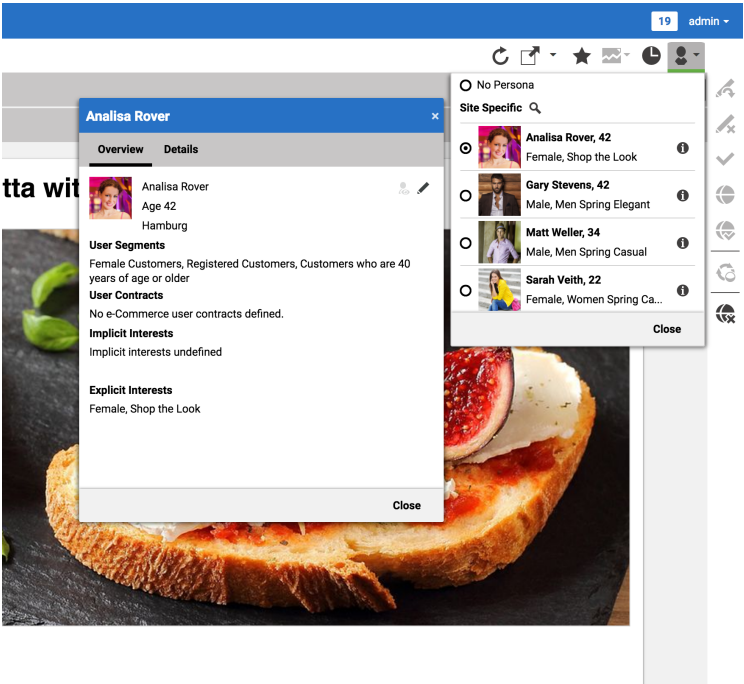 19 admin
No Persona
Site Specific
Analisa Rover, 42
Female, Shop the Look
Gary Stevens, 42
Male, Men Spring Elegant
Matt Weller, 34
Male, Men Spring Casual
Sarah Veith, 22
Female, Women Spring Ca...
Close
Analisa Rover ×
Overview Details
Analisa Rover
Age 42
Hamburg
User Segments
Female Customers, Registered Customers, Customers who are 40
years of age or older
User Contracts
No e-Commerce user contracts defined.
Implicit Interests
Implicit interests undefined
Explicit Interests
Female, Shop the Look
Close
tta wit